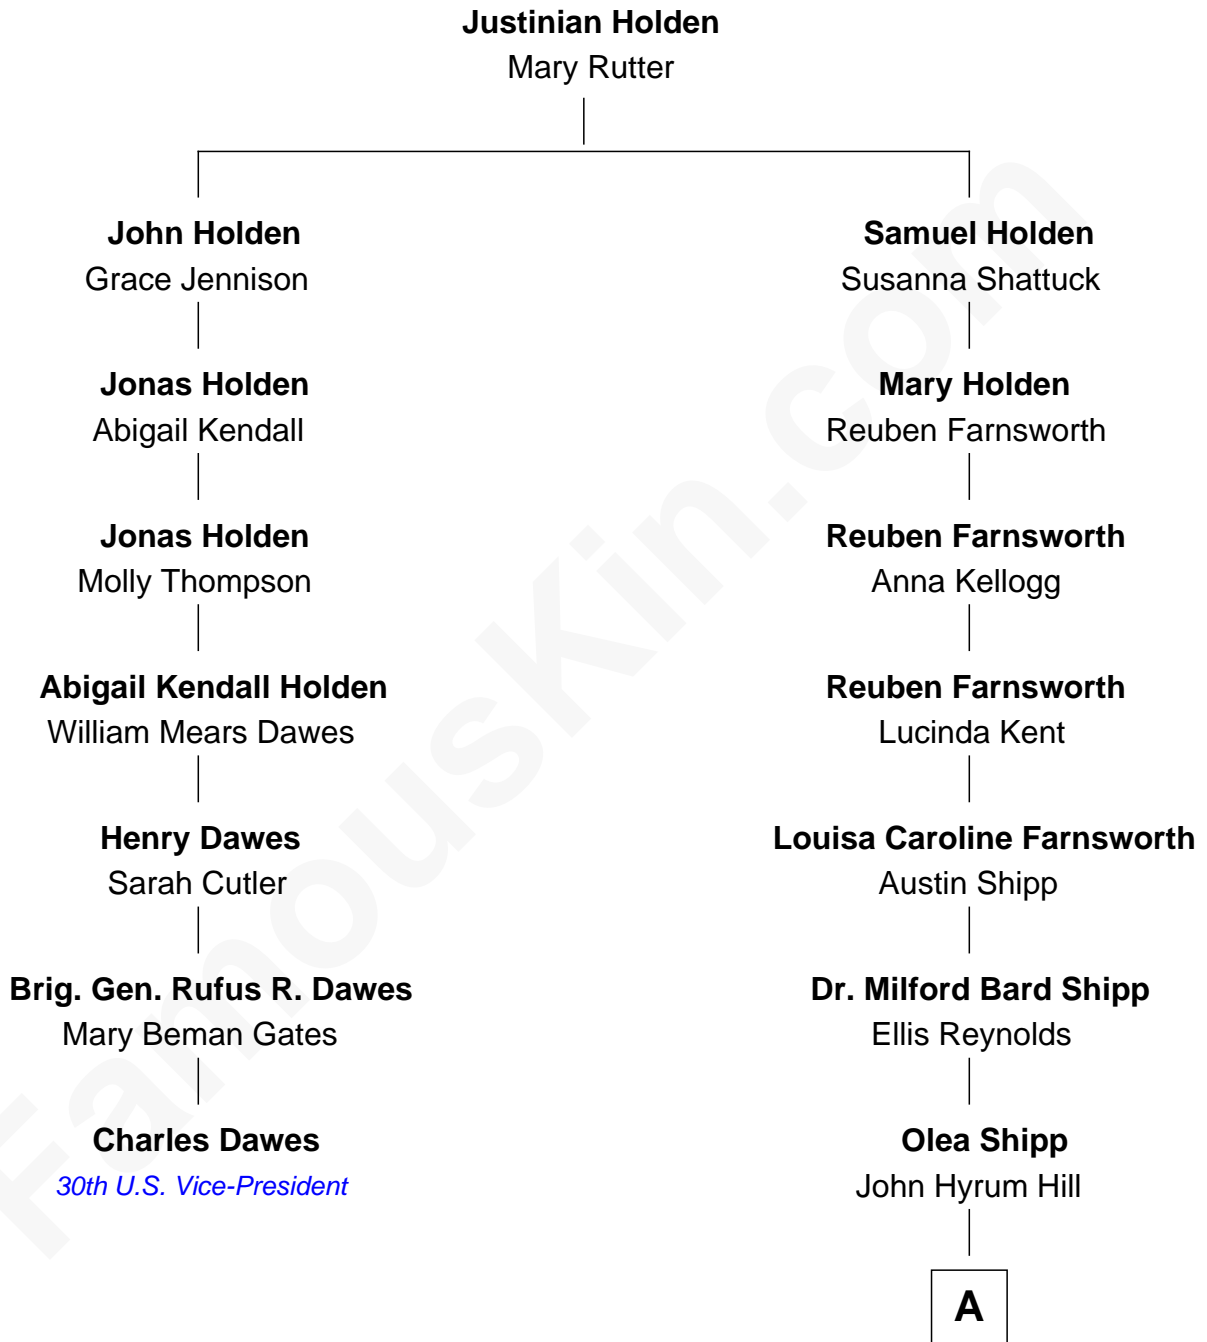 Justinian Holden
Mary Rutter
John Holden
Grace Jennison
Samuel Holden
Susanna Shattuck
Jonas Holden
Abigail Kendall
Mary Holden
Reuben Farnsworth
Jonas Holden
Molly Thompson
Reuben Farnsworth
Anna Kellogg
Abigail Kendall Holden
William Mears Dawes
Reuben Farnsworth
Lucinda Kent
Henry Dawes
Sarah Cutler
Louisa Caroline Farnsworth
Austin Shipp
Brig. Gen. Rufus R. Dawes
Mary Beman Gates
Dr. Milford Bard Shipp
Ellis Reynolds
Charles Dawes
30th U.S. Vice-President
Olea Shipp
John Hyrum Hill
A
FamousKin.com